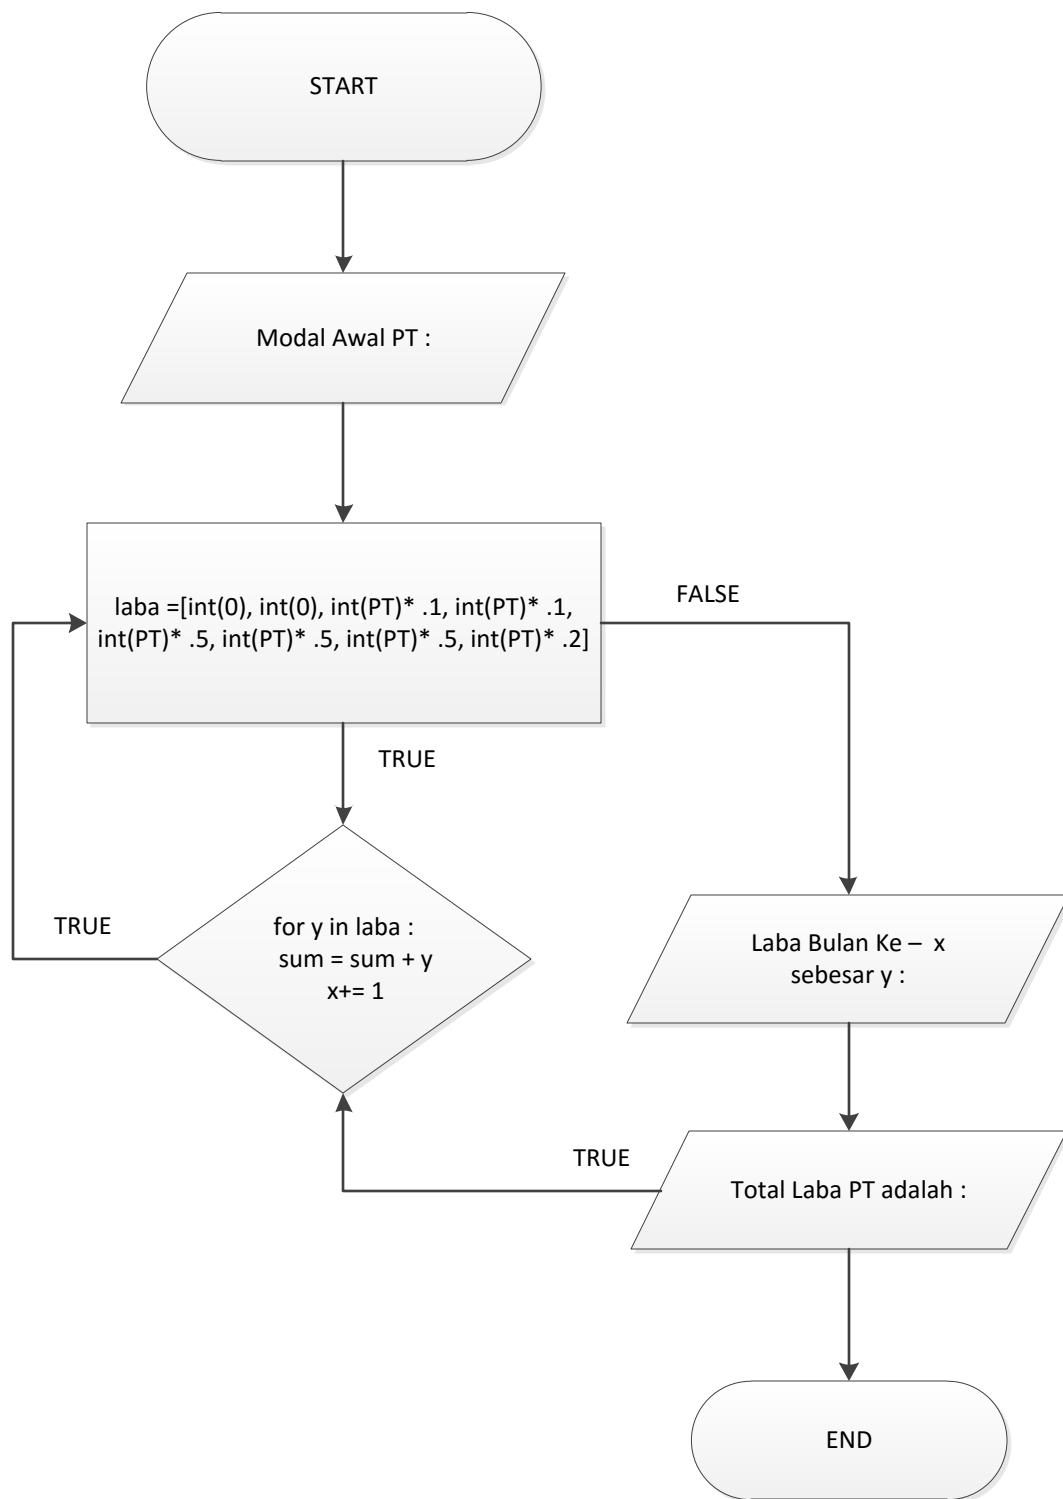 START
Modal Awal PT :
laba =[int(0), int(0), int(PT)* .1, int(PT)* .1,
int(PT)* .5, int(PT)* .5, int(PT)* .5, int(PT)* .2]
FALSE
TRUE
TRUE
for y in laba :
sum = sum + y
x+= 1
Laba Bulan Ke – x
sebesar y :
TRUE
Total Laba PT adalah :
END